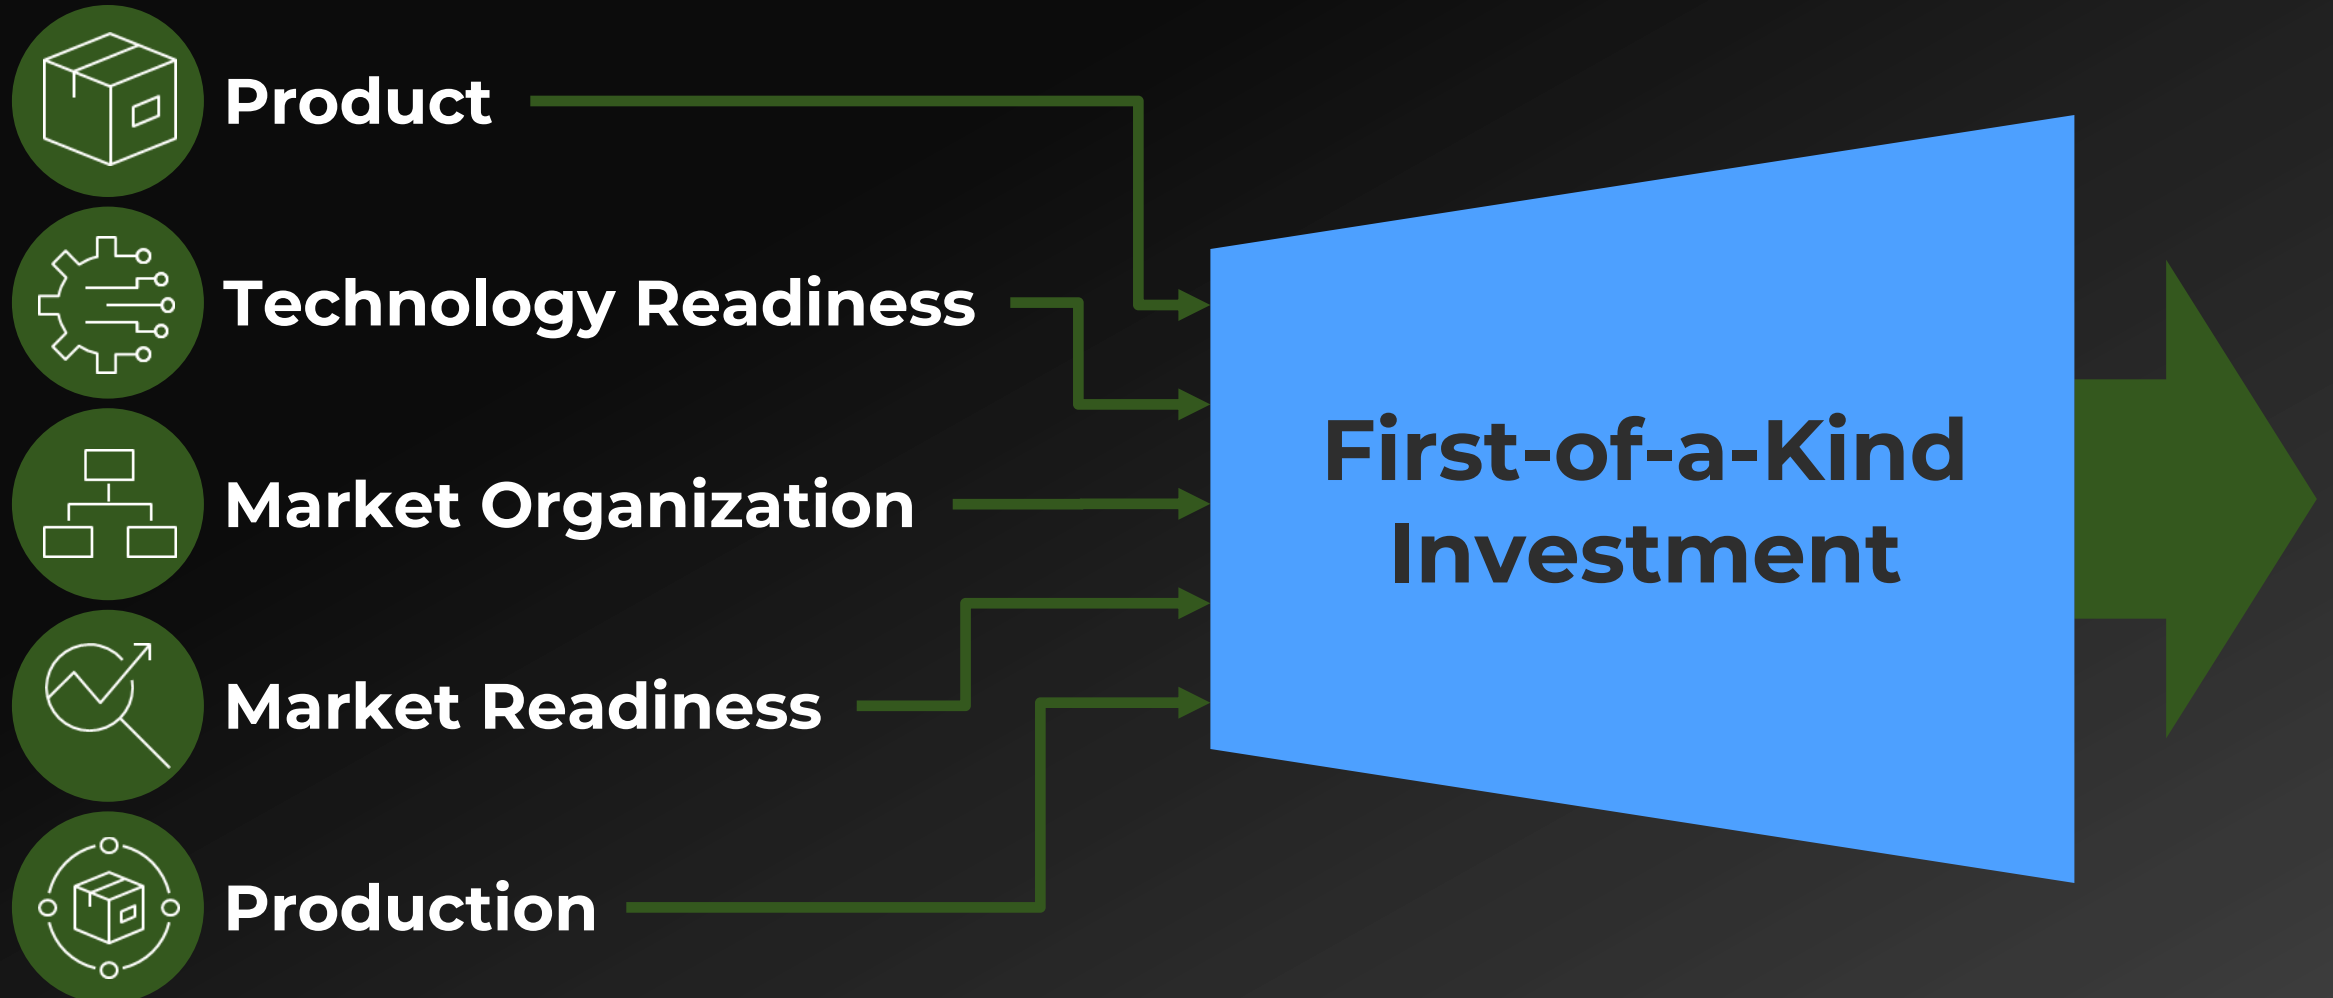 Product
Technology Readiness
Market Organization
Market Readiness
Production
First-of-a-Kind
Investment